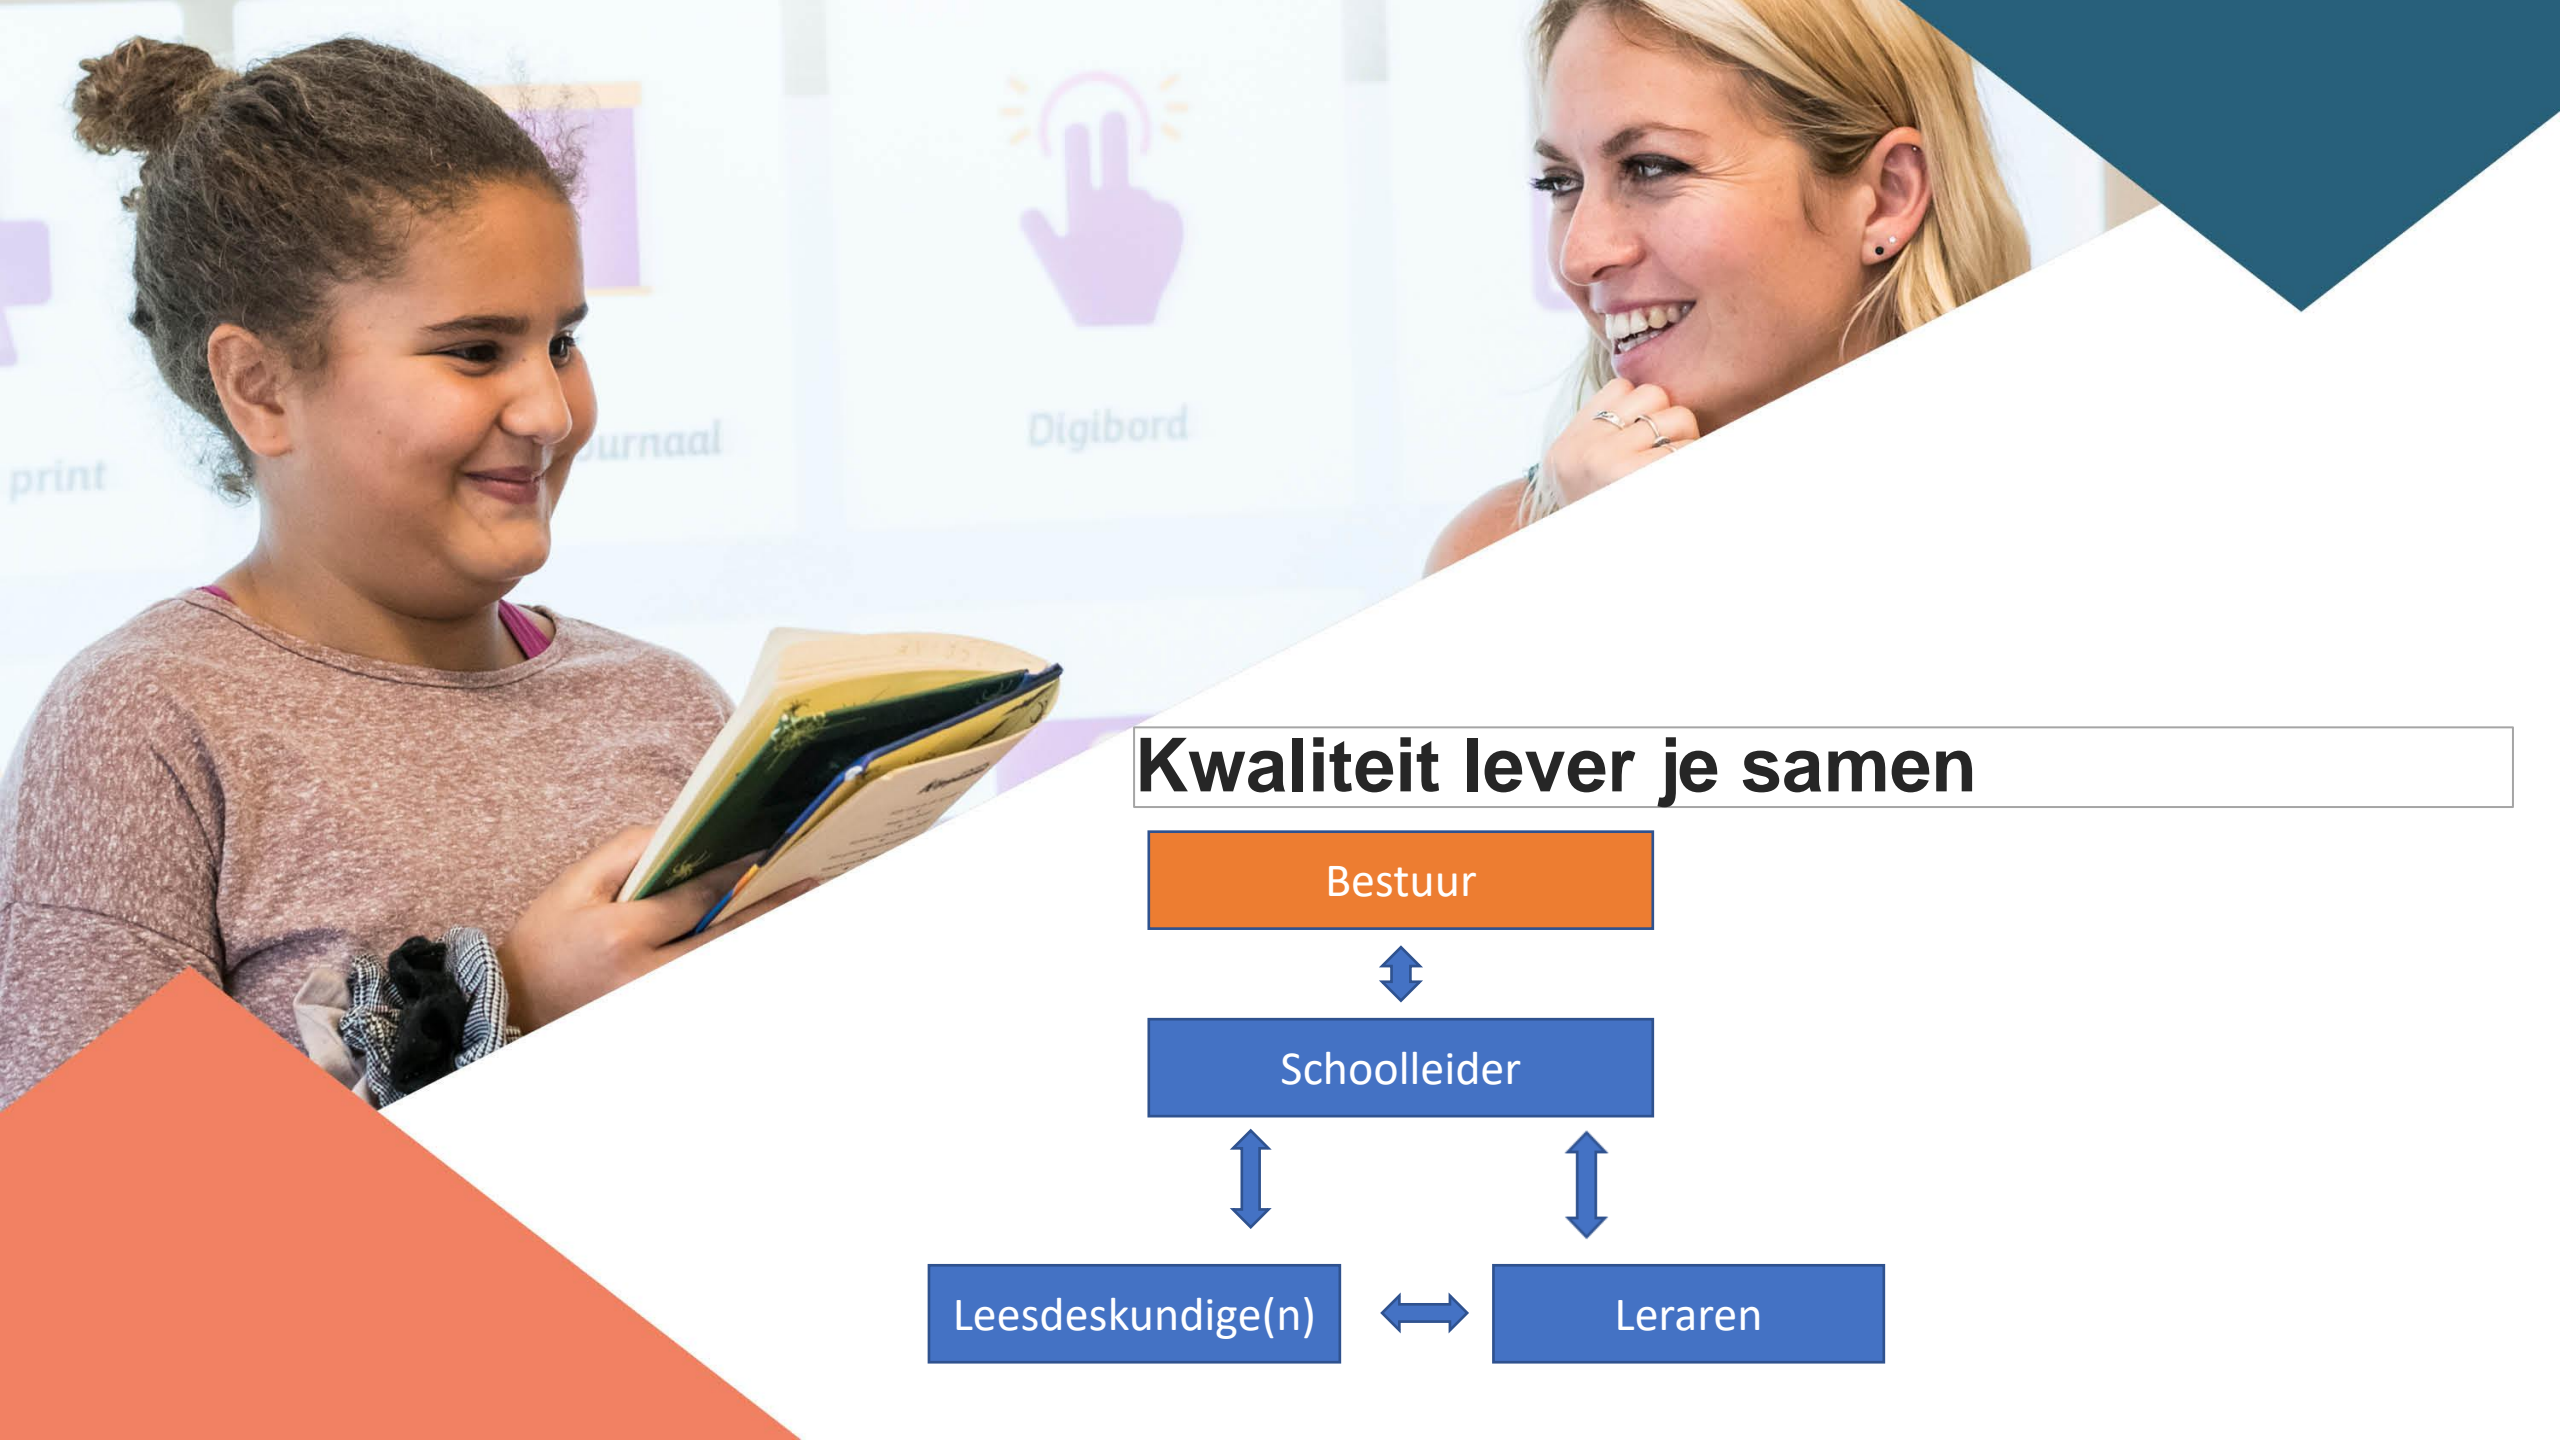 print
urnaal
Digibord
Kwaliteit lever je samen
Bestuur
Schoolleider
Leesdeskundige(n)
Leraren